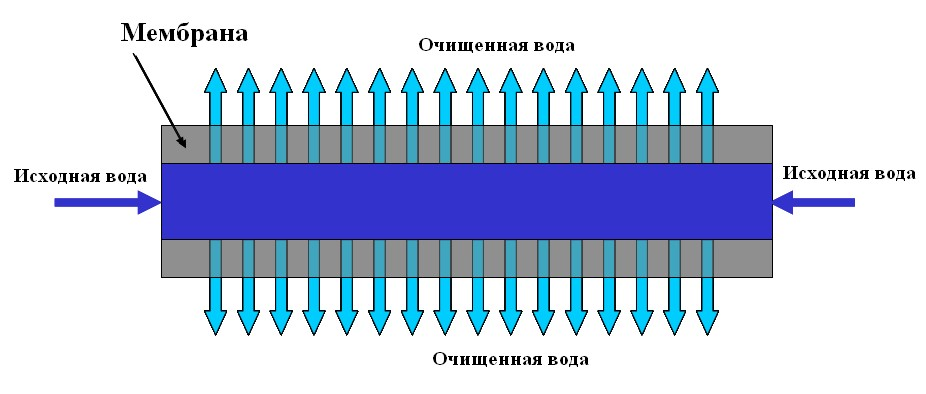 Мембрана
Очищенная вода
Исходная вода
Исходная вода
Очищенная вода